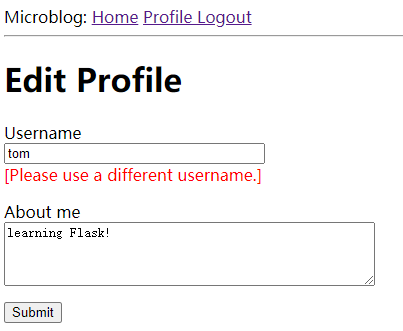 Microblog: Home Profile Logout
Edit Profile
Username
tom
[Please use a different username.]
About me
learning Flask!
Submit